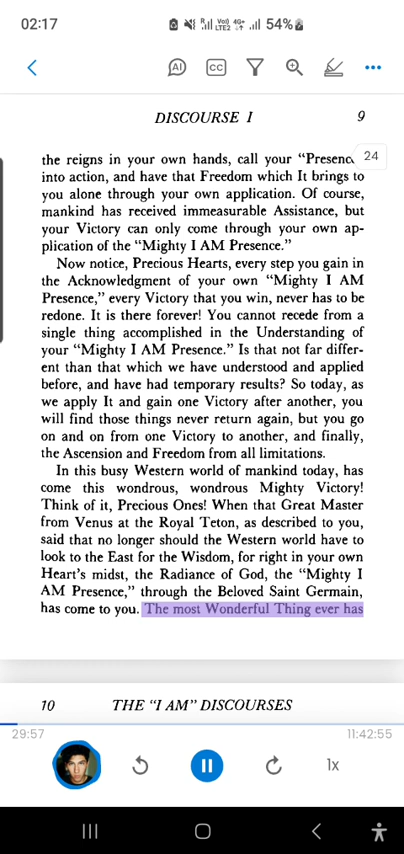 02:17
54%
AI CC
DISCOURSE I 9
24
the reigns in your own hands, call your "Presenc
into action, and have that Freedom which It brings to
you alone through your own application. Of course,
mankind has received immeasurable Assistance, but
your Victory can only come through your own ap-
plication of the "Mighty I AM Presence."
Now notice, Precious Hearts, every step you gain in
the Acknowledgment of your own "Mighty I AM
Presence," every Victory that you win, never has to be
redone. It is there forever! You cannot recede from a
single thing accomplished in the Understanding of
your "Mighty I AM Presence." Is that not far differ-
ent than that which we have understood and applied
before, and have had temporary results? So today, as
we apply It and gain one Victory after another, you
will find those things never return again, but you go
on and on from one Victory to another, and finally,
the Ascension and Freedom from all limitations.
In this busy Western world of mankind today, has
come this wondrous, wondrous Mighty Victory!
Think of it, Precious Ones! When that Great Master
from Venus at the Royal Teton, as described to you,
said that no longer should the Western world have to
look to the East for the Wisdom, for right in your own
Heart's midst, the Radiance of God, the "Mighty I
AM Presence," through the Beloved Saint Germain,
has come to you. The most Wonderful Thing ever has
10 THE "I AM" DISCOURSES
29:57 11:42:55
1x